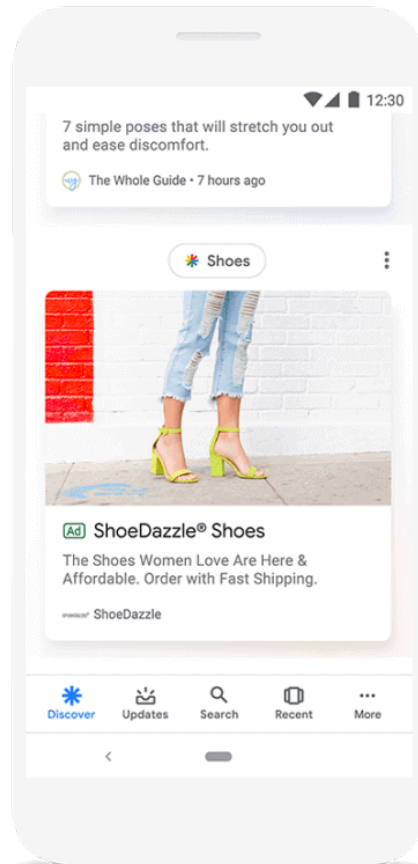 12:30
7 simple poses that will stretch you out
and ease discomfort.
The Whole Guide • 7 hours ago
Shoes
Ad ShoeDazzle® Shoes
The Shoes Women Love Are Here &
Affordable. Order with Fast Shipping.
ShoeDazzle
Discover Updates Search Recent More